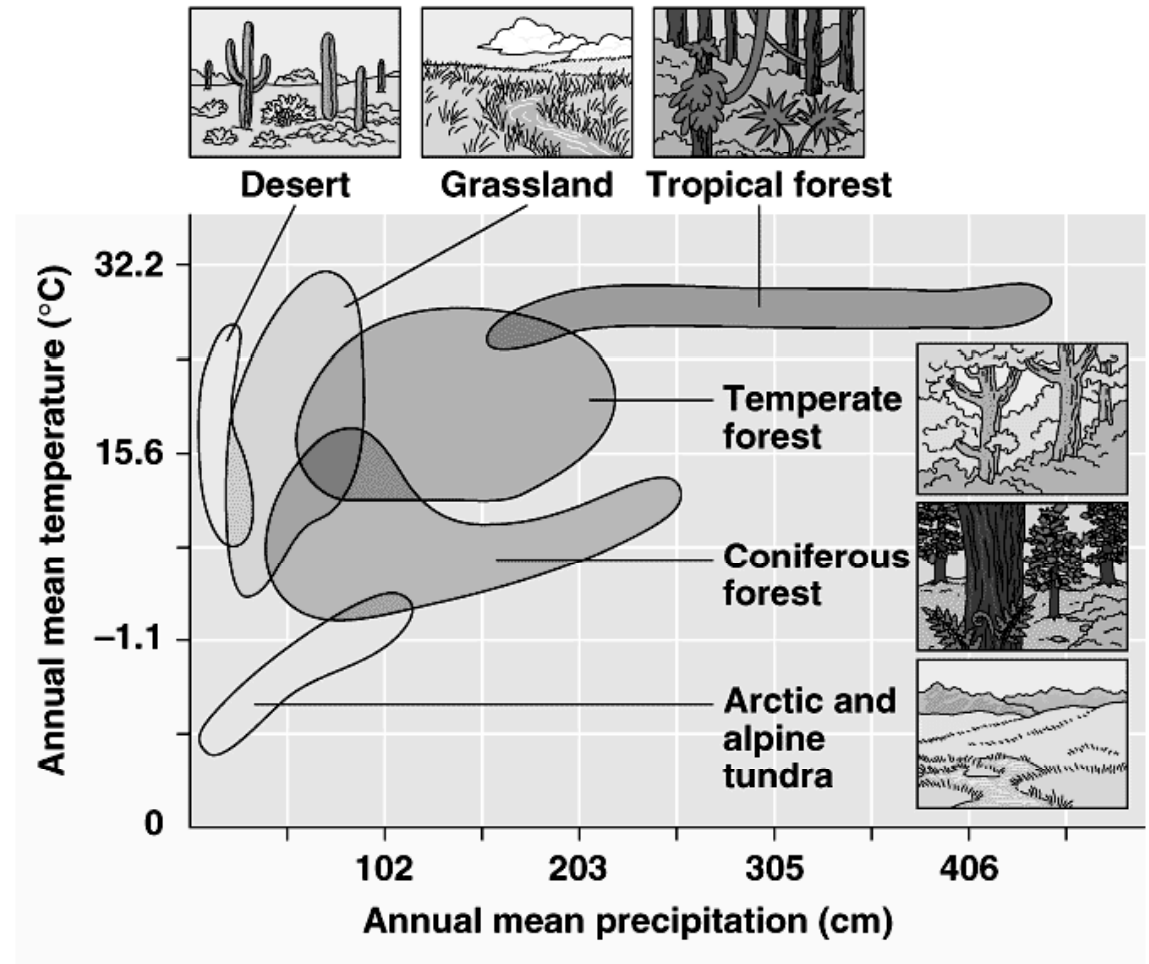 Desert
Grassland
Tropical forest
Annual mean temperature (°C)
32.2
15.6
–1.1
0
Temperate
forest
Coniferous
forest
Arctic and
alpine
tundra
102
203
305
406
Annual mean precipitation (cm)